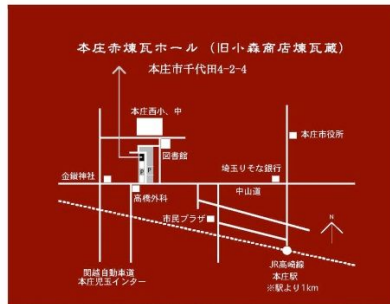 本庄赤煉瓦ホール（旧小森商店煉瓦蔵）
本庄市千代田4-2-4
本庄西小、中
図書館
本庄市役所
P
P
金鑚神社
埼玉りそな銀行
中山道
高橋外科
市民プラザ
N
関越自動車道
本庄児玉インター
JR高崎線
本庄駅
※駅より1km